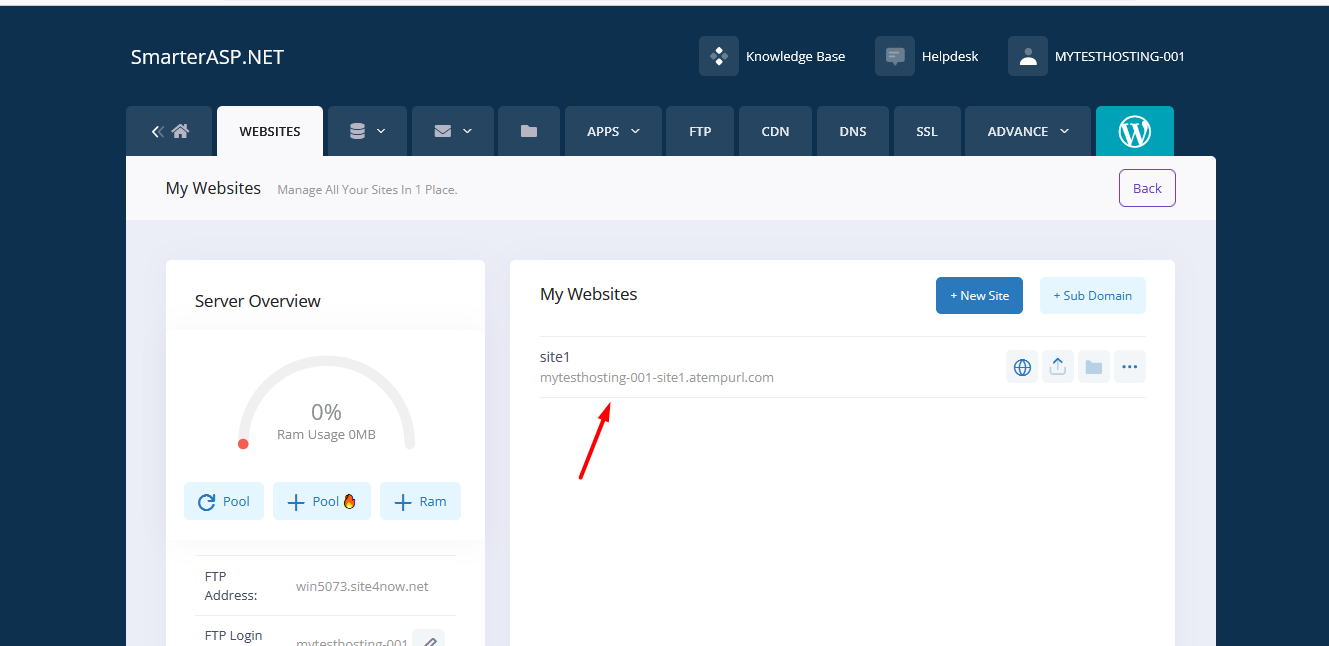 SmarterASP.NET
Knowledge Base
Helpdesk
MYTESTHOSTING-001
WEBSITES
APPS
FTP
CDN
DNS
SSL
ADVANCE
My Websites Manage All Your Sites In 1 Place.
Back
Server Overview
0%
Ram Usage 0MB
Pool
Pool
Ram
FTP
Address:
win5073.site4now.net
FTP Login
mytesthosting-001
My Websites
+ New Site
+ Sub Domain
site1
mytesthosting-001-site1.atempurl.com